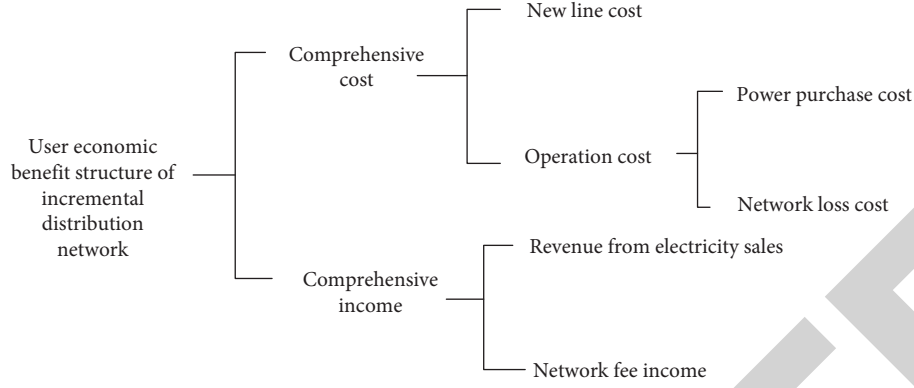 New line cost
Comprehensive
cost
Power purchase cost
User economic
benefit structure of
incremental
distribution
network
Operation cost
Network loss cost
Revenue from electricity sales
Comprehensive
income
Network fee income